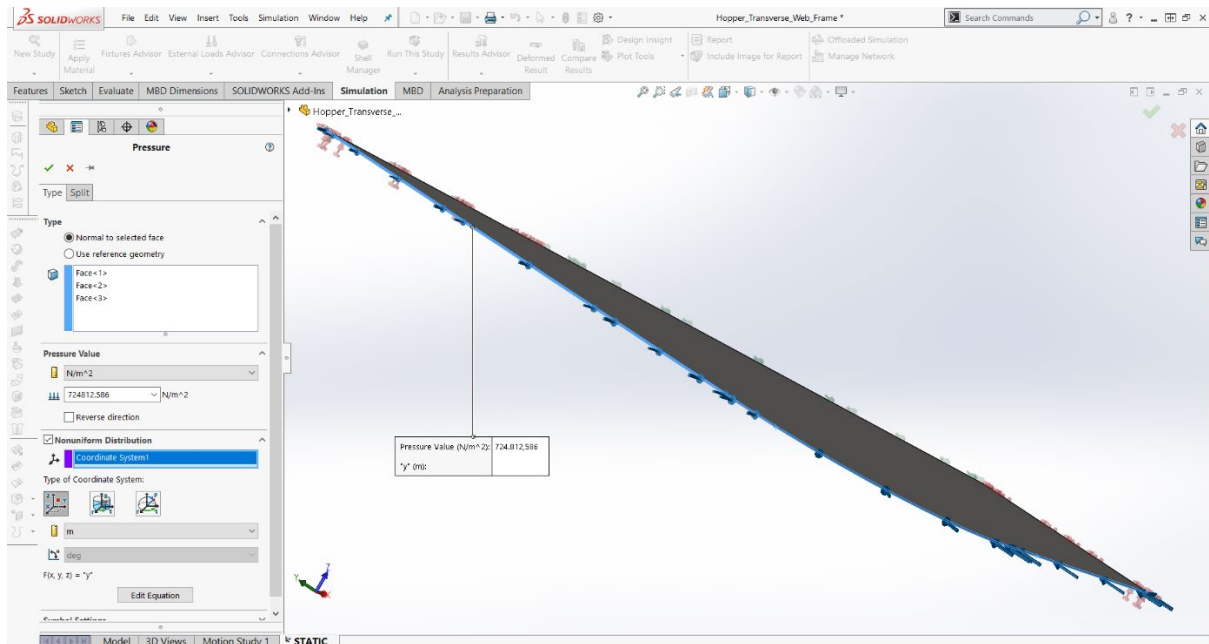 SOLIDWORKS File Edit View Insert Tools Simulation Window Help Hopper_Transverse_Web_Frame * Search Commands ?
New Study Apply Material Fixtures Advisor External Loads Advisor Connections Advisor Shell Manager Run This Study Results Advisor Deformed Result Compare Results Design Insight Plot Tools Report Include Image for Report Offloaded Simulation Manage Network
Features Sketch Evaluate MBD Dimensions SOLIDWORKS Add-Ins Simulation MBD Analysis Preparation
Hopper_Transverse_...
Pressure
Type Split
Type
Normal to selected face
Use reference geometry
Face<1>
Face<2>
Face<3>
Pressure Value
N/m^2
724812.586 N/m^2
Reverse direction
Nonuniform Distribution
Coordinate System1
Type of Coordinate System:
m
deg
F(x, y, z) = "y"
Edit Equation
Symbol Settings
Pressure Value (N/m^2): 724.812,586
"y" (m):
Y Z X
Model 3D Views Motion Study 1 STATIC